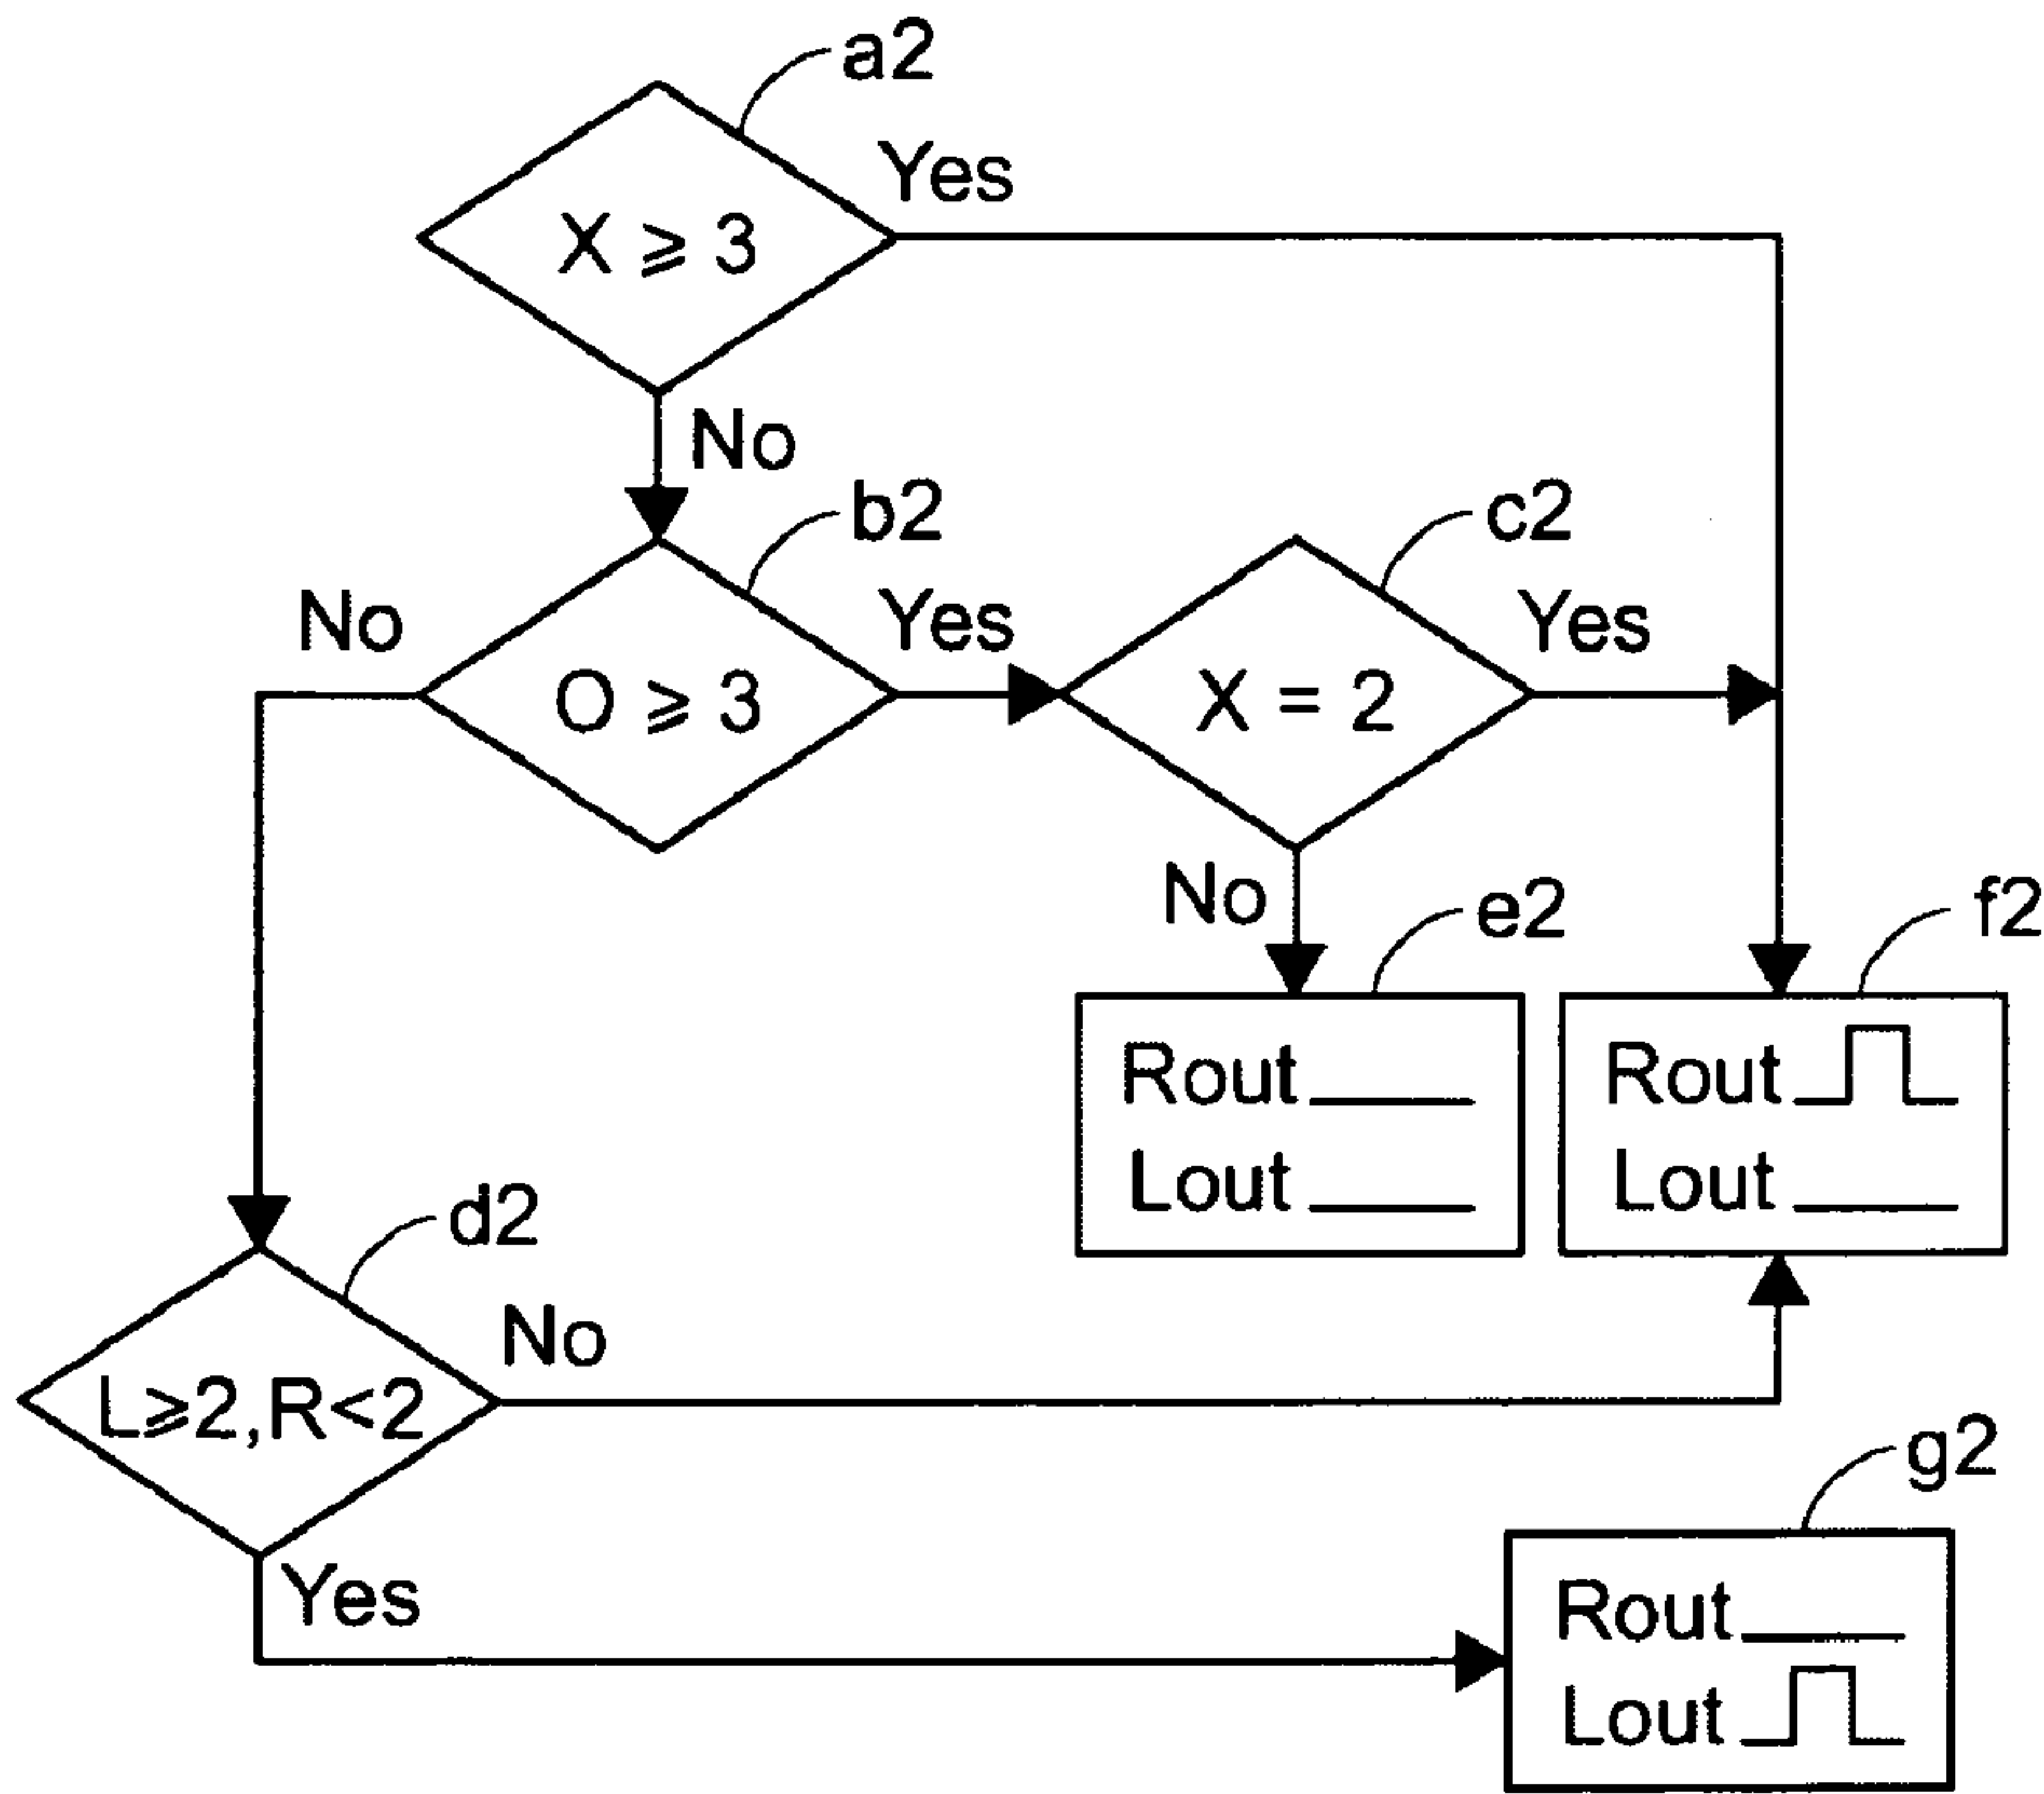 a2
Yes
X ⩾ 3
No
b2
c2
No
Yes
Yes
O ⩾ 3
X = 2
No
e2
f2
Rout
Lout
Rout
Lout
d2
No
L⩾2,R<2
g2
Yes
Rout
Lout